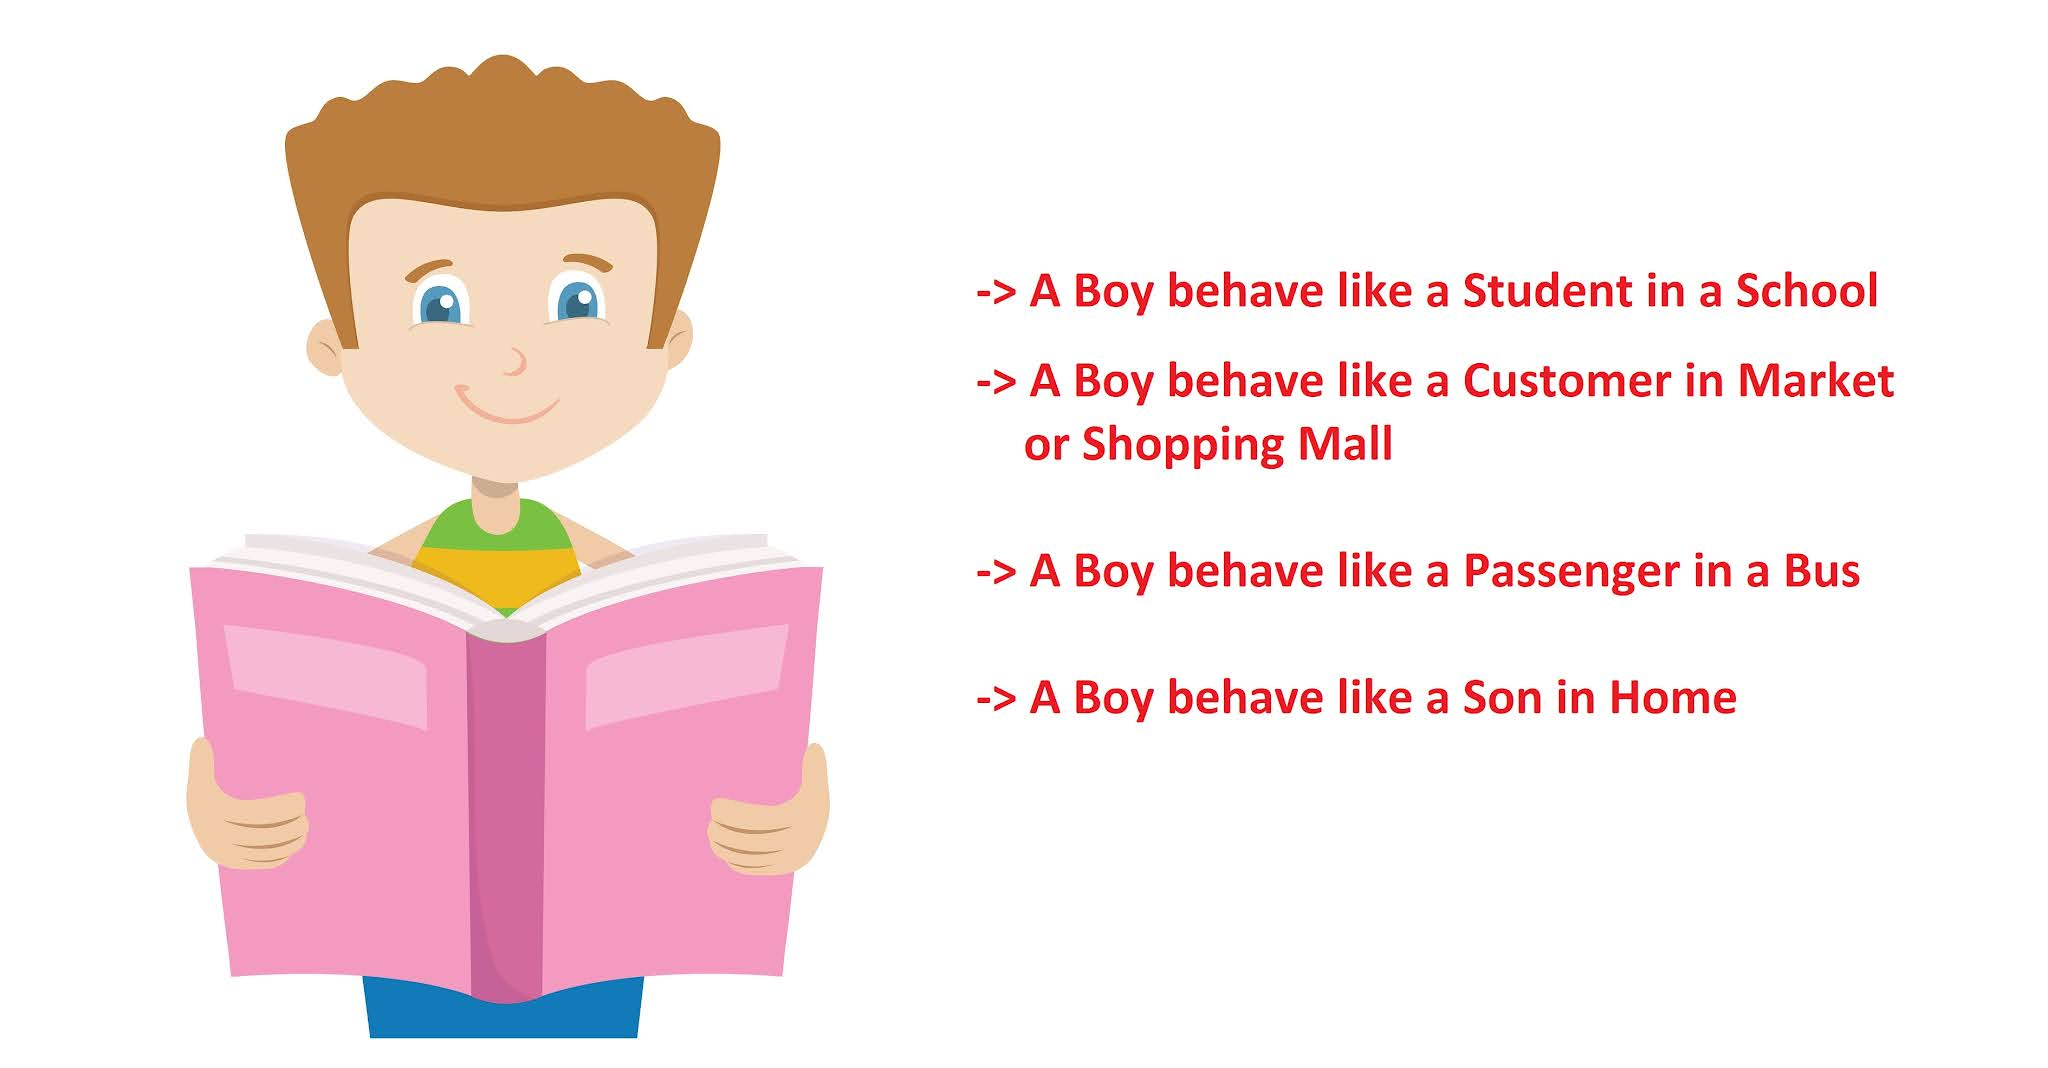 -> A Boy behave like a Student in a School
-> A Boy behave like a Customer in Market
or Shopping Mall
-> A Boy behave like a Passenger in a Bus
-> A Boy behave like a Son in Home